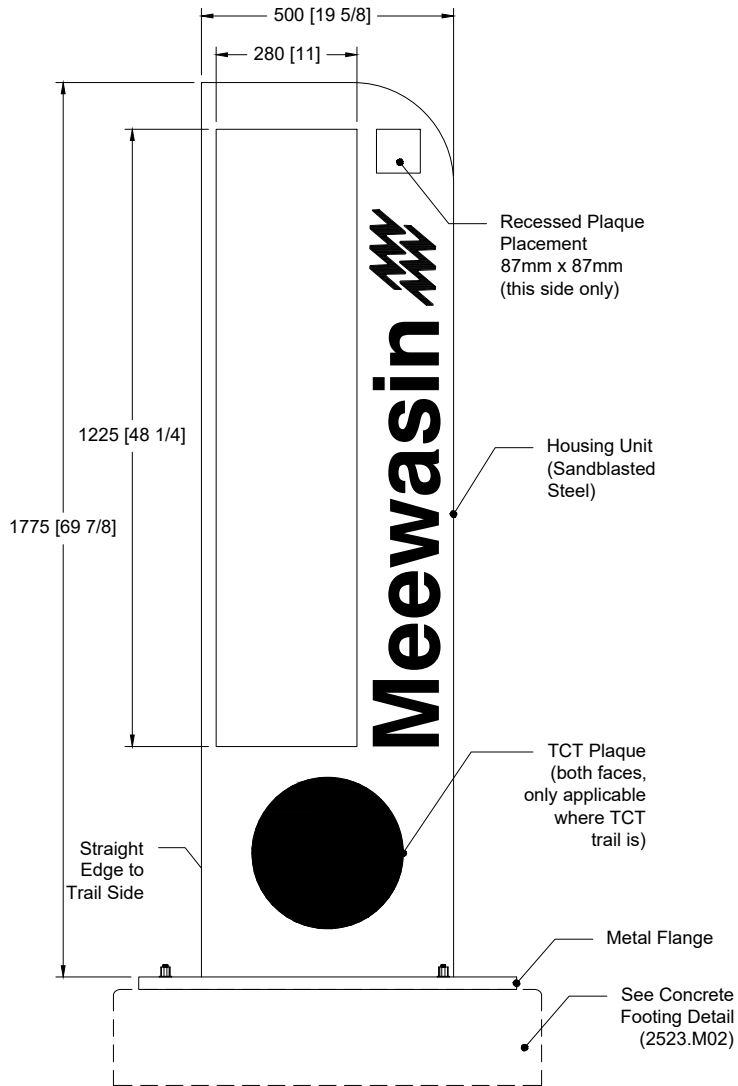 500 [19 5/8]
280 [11]
Recessed Plaque
Placement
87mm x 87mm
(this side only)
1225 [48 1/4]
Meewasin
Housing Unit
(Sandblasted
Steel)
1775 [69 7/8]
TCT Plaque
(both faces,
only applicable
where TCT
trail is)
Straight
Edge to
Trail Side
Metal Flange
See Concrete
Footing Detail
(2523.M02)